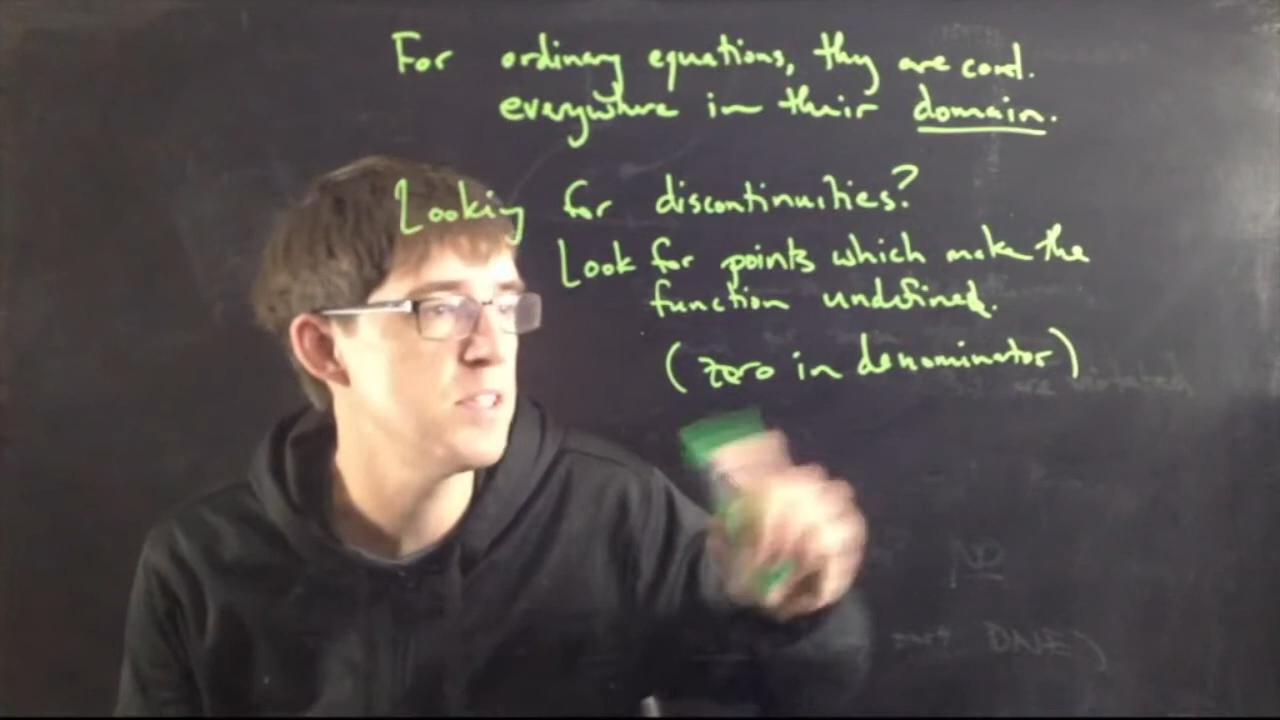 For ordinary equations, they are cont.
everywhere in their domain.
Looking for discontinuities?
Look for points which make the
function undefined.
(zero in denominator)
NO